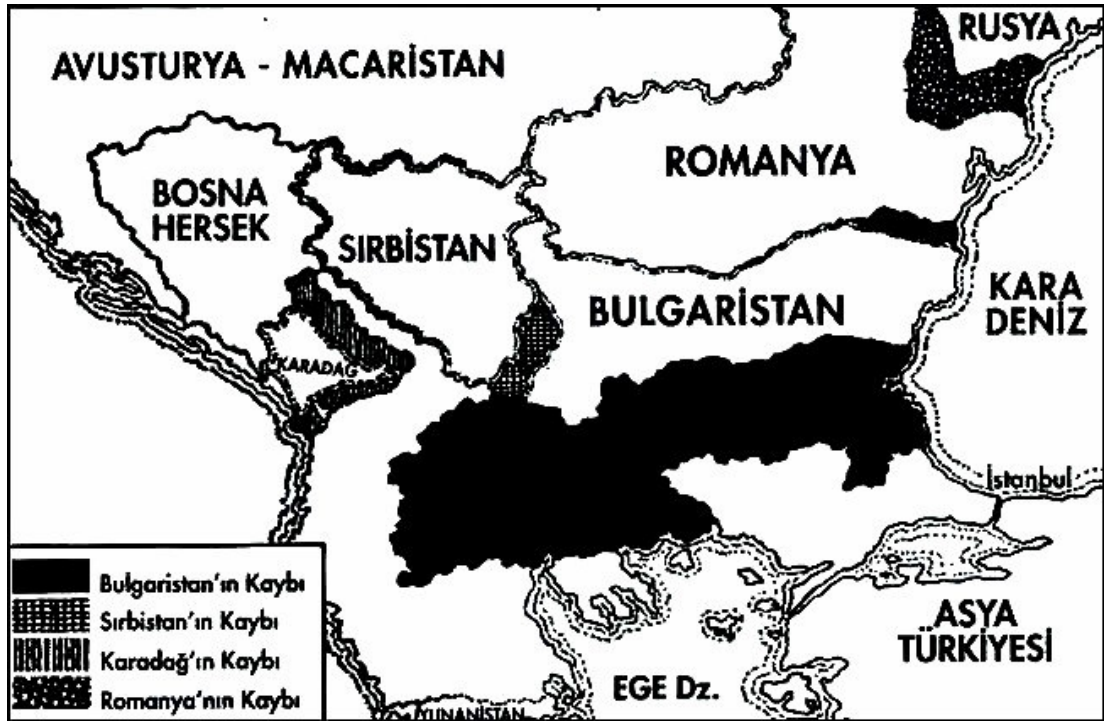 AVUSTURYA - MACARİSTAN
RUSYA
ROMANYA
BOSNA
HERSEK
SIRBİSTAN
BULGARİSTAN
KARA
DENİZ
KARADAĞ
İstanbul
ASYA
TÜRKİYESİ
EGE Dz.
YUNANİSTAN
Bulgaristan'ın Kaybı
Sırbistan'ın Kaybı
Karadağ'ın Kaybı
Romanya'nın Kaybı